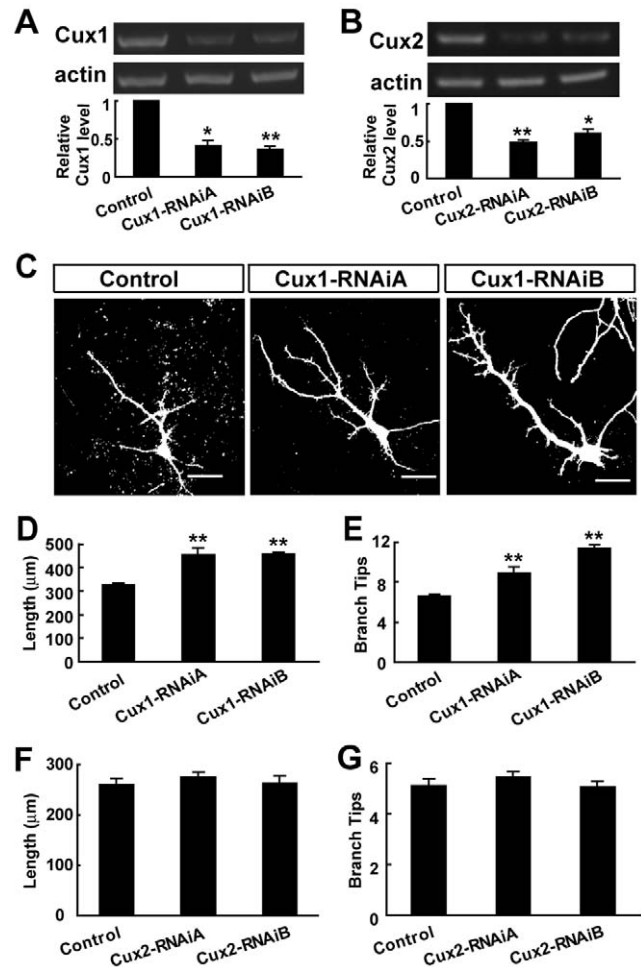 A
Cux1
actin
Relative
Cux1 level
1
0.5
0
*
**
Control
Cux1-RNAiA
Cux1-RNAiB
B
Cux2
actin
Relative
Cux2 level
1
0.5
0
**
*
Control
Cux2-RNAiA
Cux2-RNAiB
C
Control
Cux1-RNAiA
Cux1-RNAiB
D
Length (μm)
500
400
300
200
100
0
**
**
Control
Cux1-RNAiA
Cux1-RNAiB
E
Branch Tips
12
8
4
0
**
**
Control
Cux1-RNAiA
Cux1-RNAiB
F
Length (μm)
300
200
100
0
Control
Cux2-RNAiA
Cux2-RNAiB
G
Branch Tips
6
4
2
0
Control
Cux2-RNAiA
Cux2-RNAiB